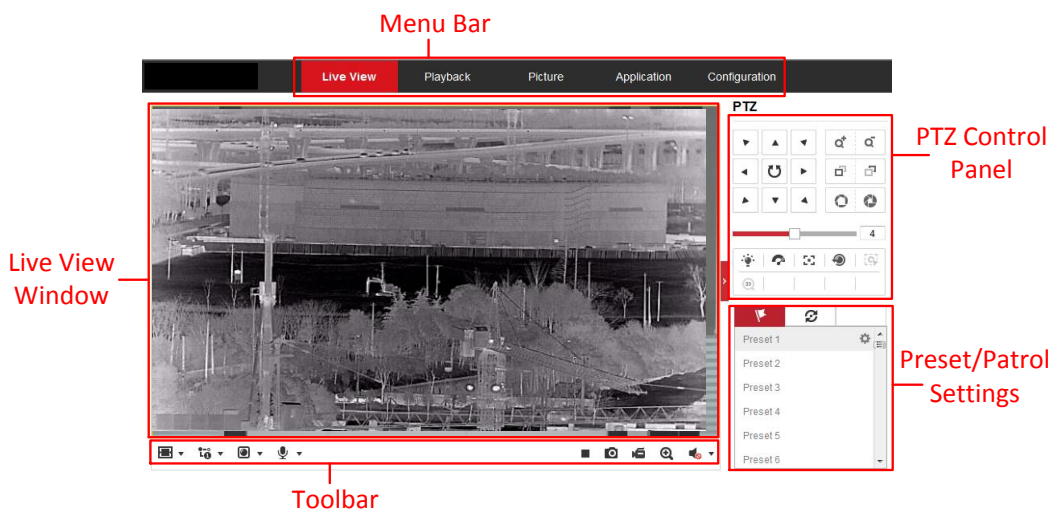 Menu Bar
Live View
Playback
Picture
Application
Configuration
PTZ
PTZ Control
Panel
4
Live View
Window
Preset 1
Preset 2
Preset 3
Preset 4
Preset 5
Preset 6
Preset/Patrol
Settings
Toolbar